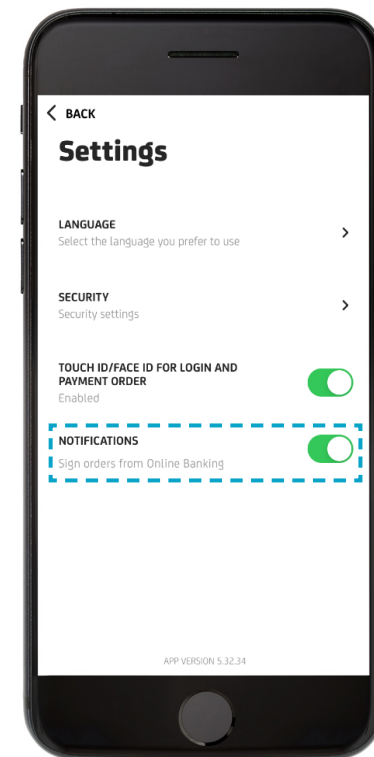 BACK
Settings
LANGUAGE
Select the language you prefer to use
SECURITY
Security settings
TOUCH ID/FACE ID FOR LOGIN AND
PAYMENT ORDER
Enabled
NOTIFICATIONS
Sign orders from Online Banking
APP VERSION 5.32.34